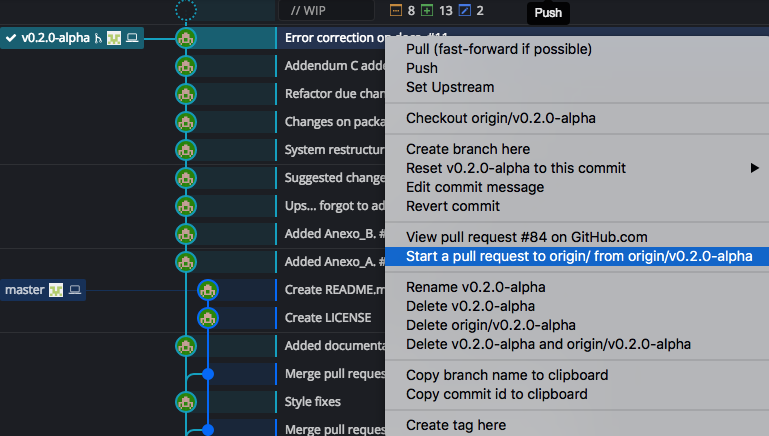 // WIP
8 13 2
Push
v0.2.0-alpha
Error correction on docs. #11
Addendum C adde
Refactor due chan
Changes on packa
System restructur
Suggested change
Ups... forgot to ad
Added Anexo_B. #
Added Anexo_A. #
master
Create README.m
Create LICENSE
Added documenta
Merge pull reques
Style fixes
Merge pull reques
Pull (fast-forward if possible)
Push
Set Upstream
Checkout origin/v0.2.0-alpha
Create branch here
Reset v0.2.0-alpha to this commit
Edit commit message
Revert commit
View pull request #84 on GitHub.com
Start a pull request to origin/ from origin/v0.2.0-alpha
Rename v0.2.0-alpha
Delete v0.2.0-alpha
Delete origin/v0.2.0-alpha
Delete v0.2.0-alpha and origin/v0.2.0-alpha
Copy branch name to clipboard
Copy commit id to clipboard
Create tag here